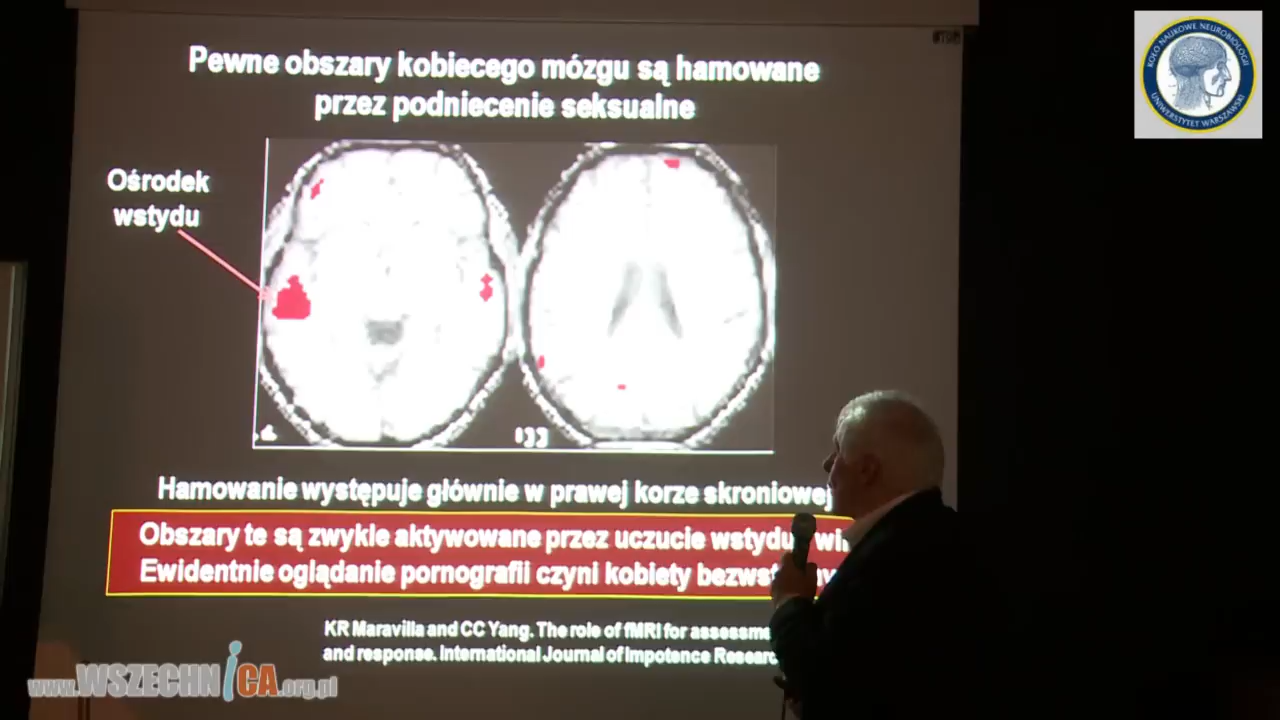 Pewne obszary kobiecego mózgu są hamowane
przez podniecenie seksualne
Ośrodek
wstydu
Hamowanie występuje głównie w prawej korze skroniowej
Obszary te są zwykle aktywowane przez uczucie wstydu
Ewidentnie oglądanie pornografii czyni kobiety
KR Maravilla and CC Yang. The role of fMRI for
and response. International Journal of Impotence
www.WSZECHNICA.org.pl
KOŁO NAUKOWE NEUROBIOLOGII
UNIWERSYTET WARSZAWSKI